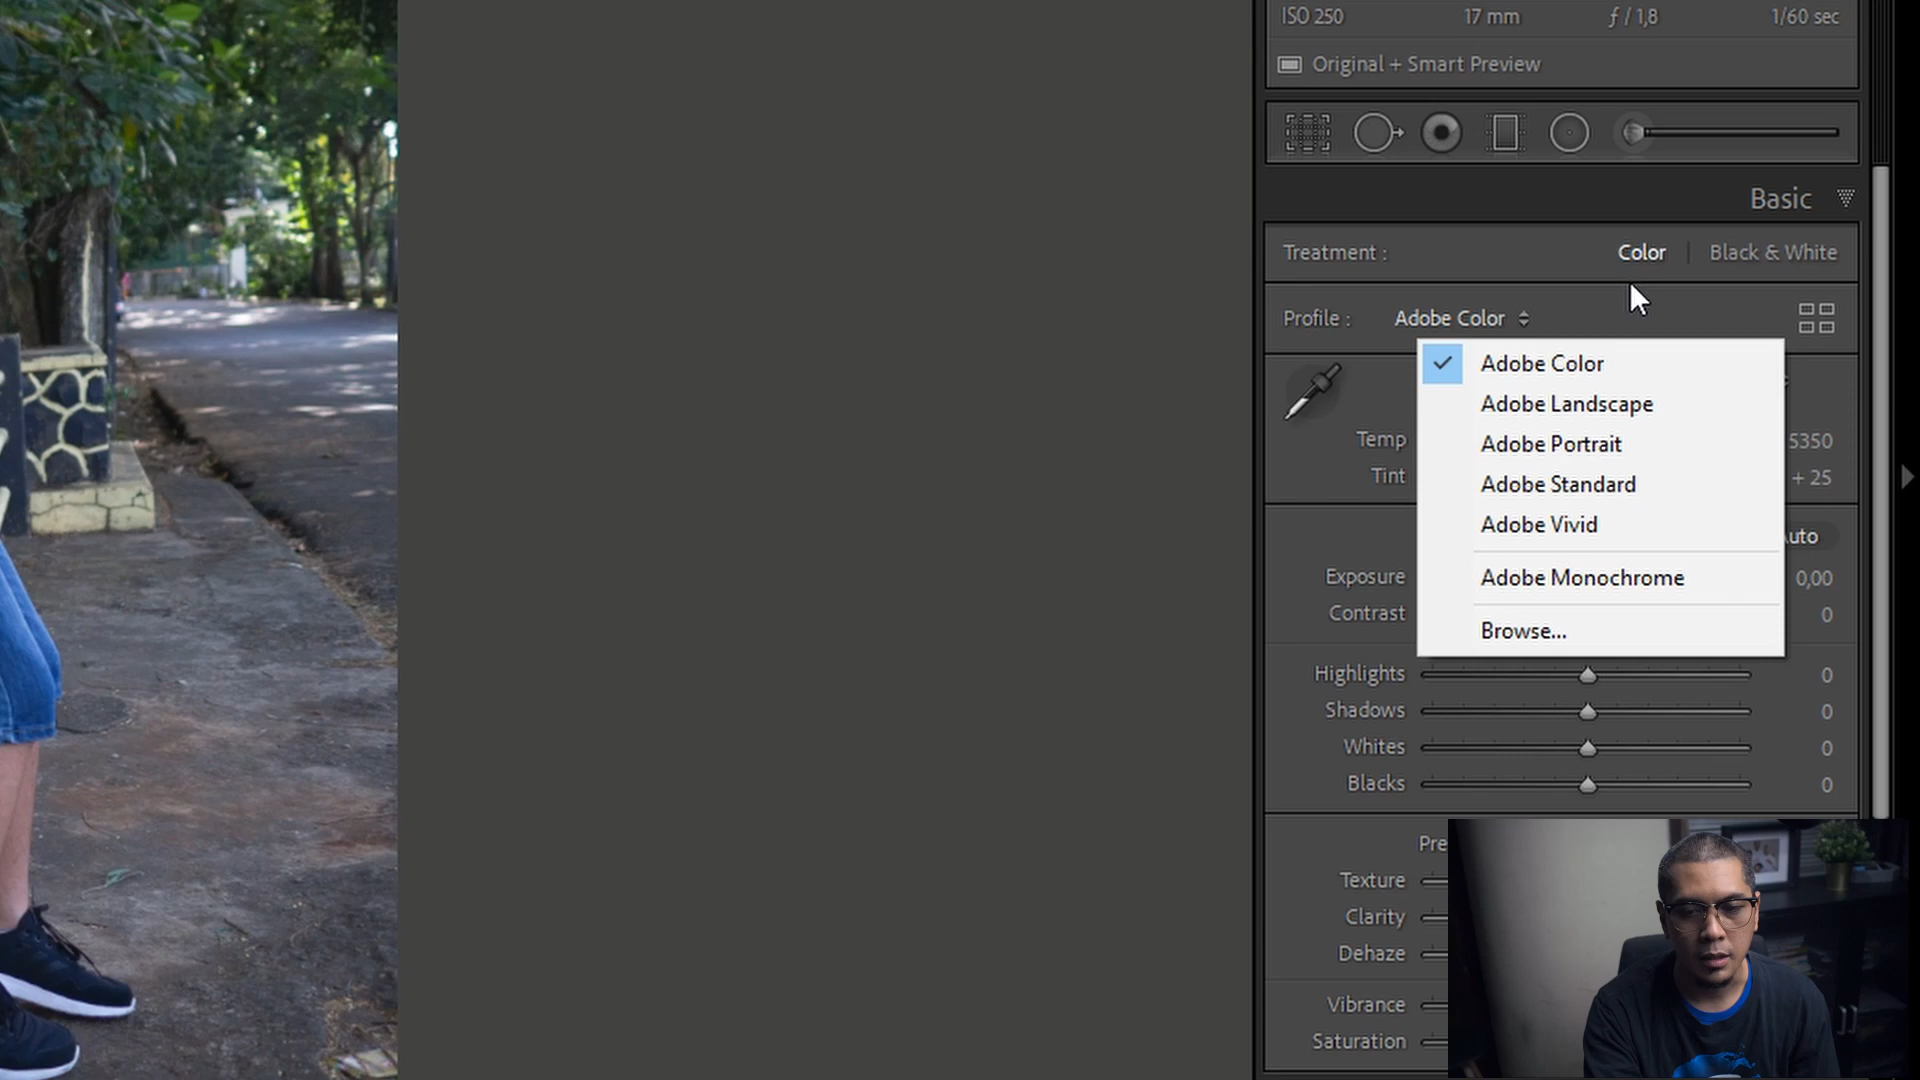 ISO 250 17 mm ƒ / 1,8 1/60 sec
Original + Smart Preview
Basic
Treatment : Color Black & White
Profile : Adobe Color
Adobe Color
Adobe Landscape
Adobe Portrait
Adobe Standard
Adobe Vivid
Adobe Monochrome
Browse...
Temp 5350
Tint + 25
Exposure 0,00
Contrast 0
Highlights 0
Shadows 0
Whites 0
Blacks 0
Texture
Clarity
Dehaze
Vibrance
Saturation